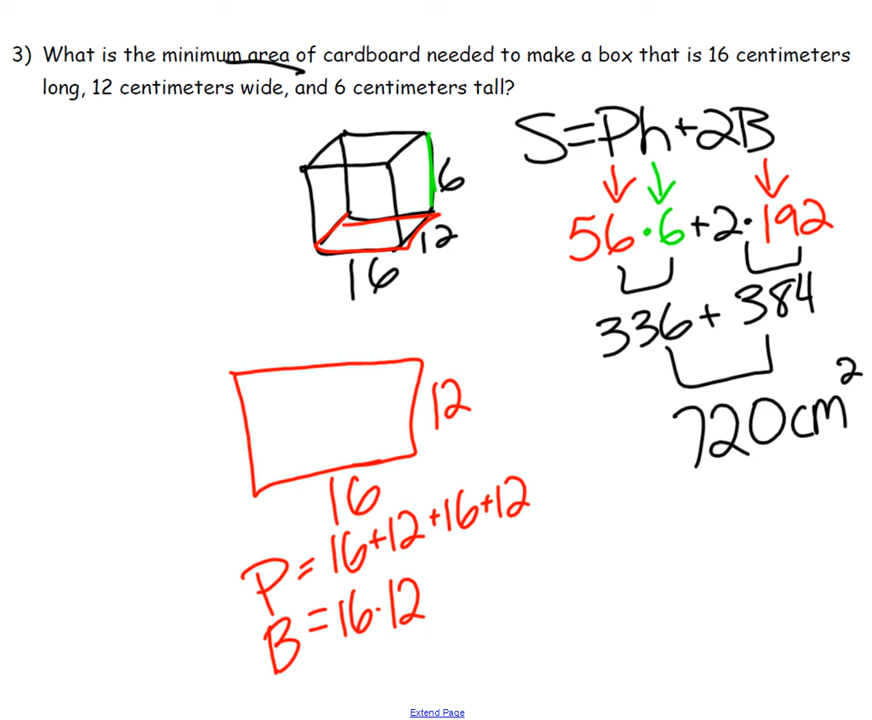 3) What is the minimum area of cardboard needed to make a box that is 16 centimeters
long, 12 centimeters wide, and 6 centimeters tall?
S=Ph+2B
6
12
16
56·6+2·192
336+384
720cm²
12
16
P=16+12+16+12
B=16·12
Extend Page